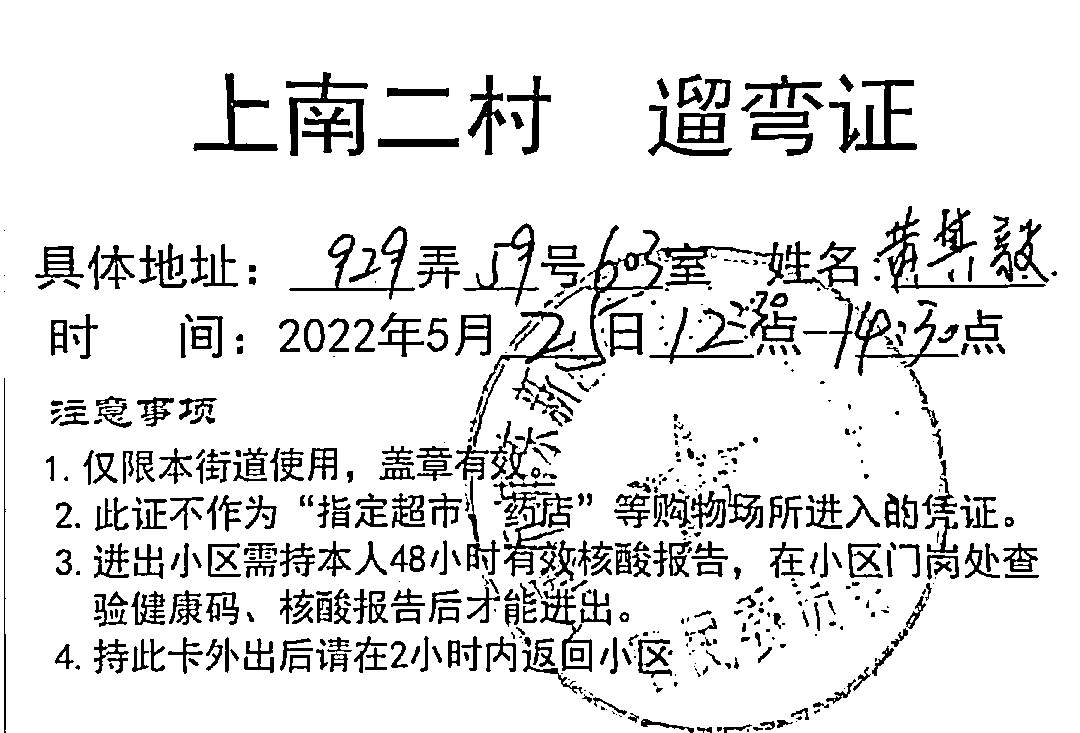 上南二村 遛弯证
具体地址：929弄59号603室 姓名：黄其毅
时 间：2022年5月25日12:30点—14:30点
注意事项
1. 仅限本街道使用，盖章有效。
2. 此证不作为“指定超市、药店”等购物场所进入的凭证。
3. 进出小区需持本人48小时有效核酸报告，在小区门岗处查
验健康码、核酸报告后才能进出。
4. 持此卡外出后请在2小时内返回小区